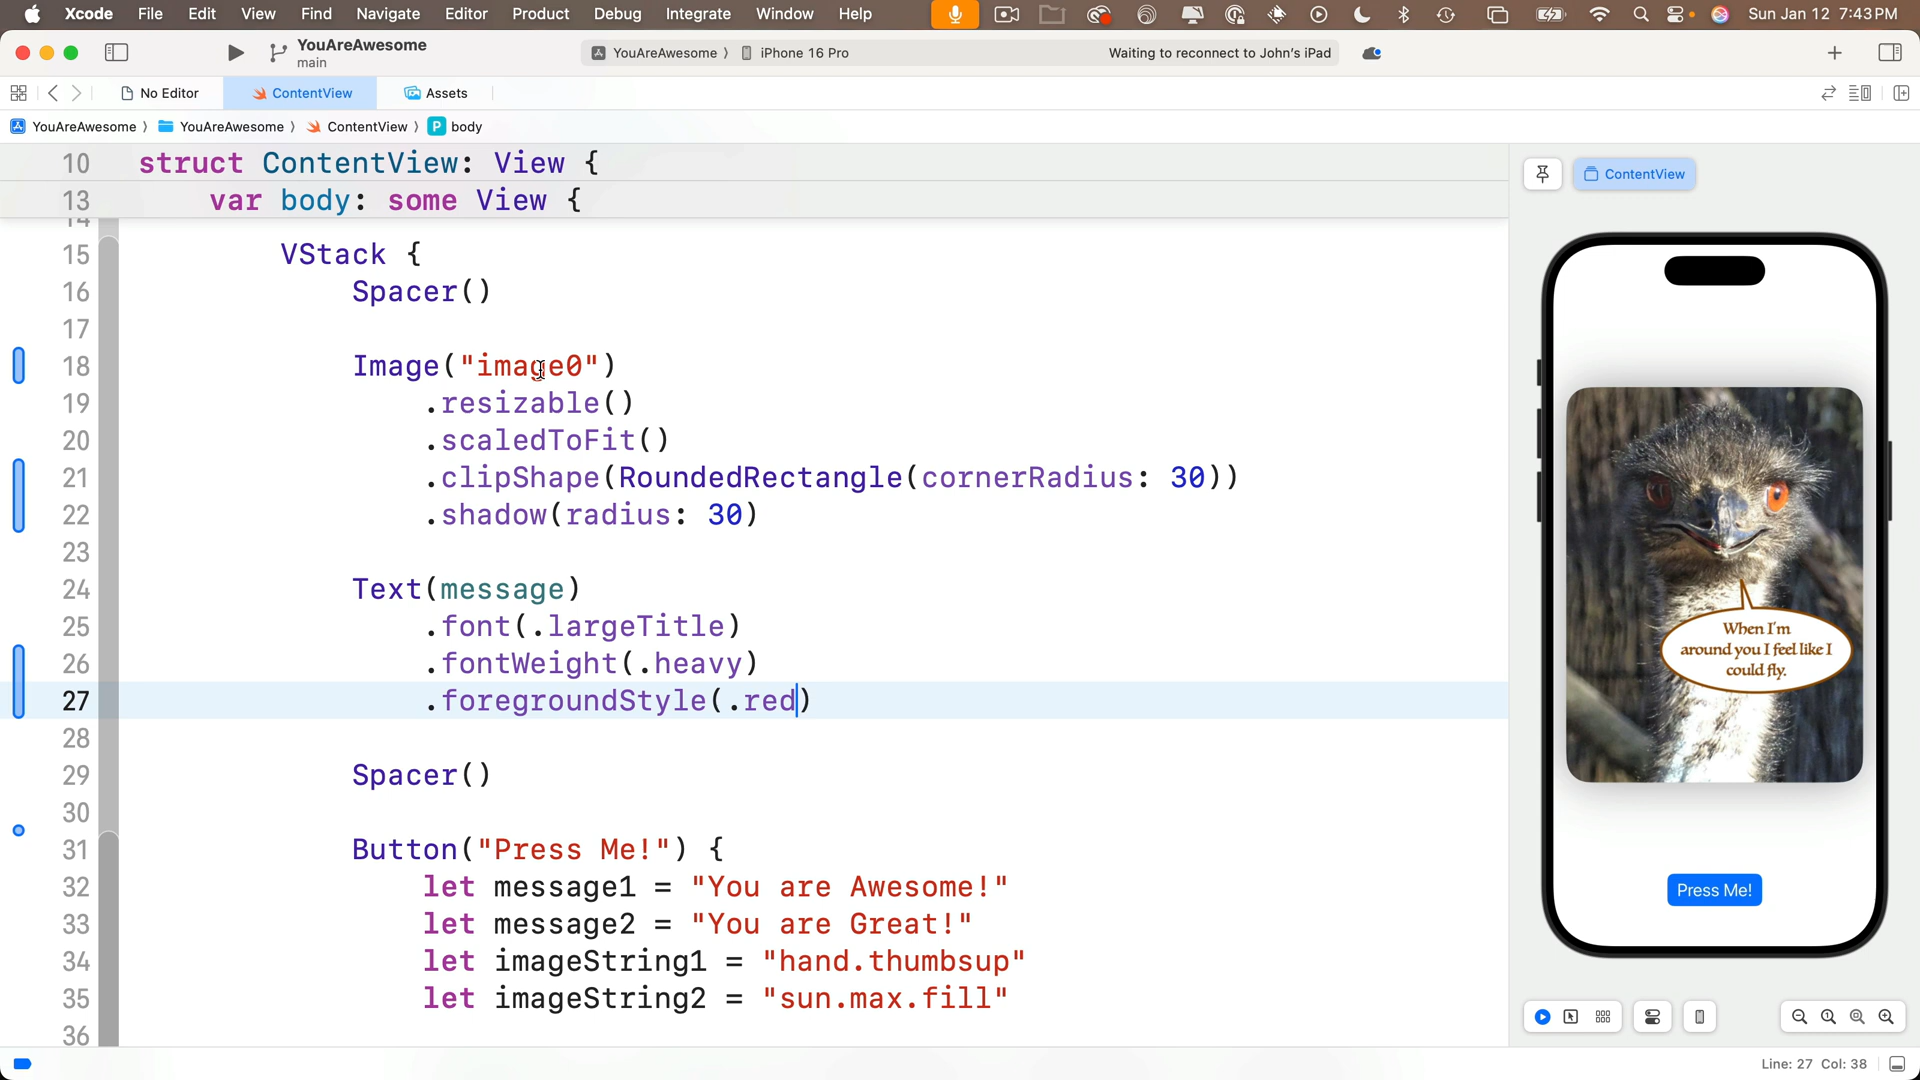 Xcode File Edit View Find Navigate Editor Product Debug Integrate Window Help Sun Jan 12 7:43 PM
YouAreAwesome
main
YouAreAwesome 〉 iPhone 16 Pro Waiting to reconnect to John's iPad
No Editor ContentView Assets
YouAreAwesome 〉 YouAreAwesome 〉 ContentView 〉 P body
10 struct ContentView: View {
13 var body: some View {
14
15 VStack {
16 Spacer()
17
18 Image("image0")
19 .resizable()
20 .scaledToFit()
21 .clipShape(RoundedRectangle(cornerRadius: 30))
22 .shadow(radius: 30)
23
24 Text(message)
25 .font(.largeTitle)
26 .fontWeight(.heavy)
27 .foregroundStyle(.red)
28
29 Spacer()
30
31 Button("Press Me!") {
32 let message1 = "You are Awesome!"
33 let message2 = "You are Great!"
34 let imageString1 = "hand.thumbsup"
35 let imageString2 = "sun.max.fill"
36
ContentView
When I'm
around you I feel like I
could fly.
Press Me!
Line: 27 Col: 38